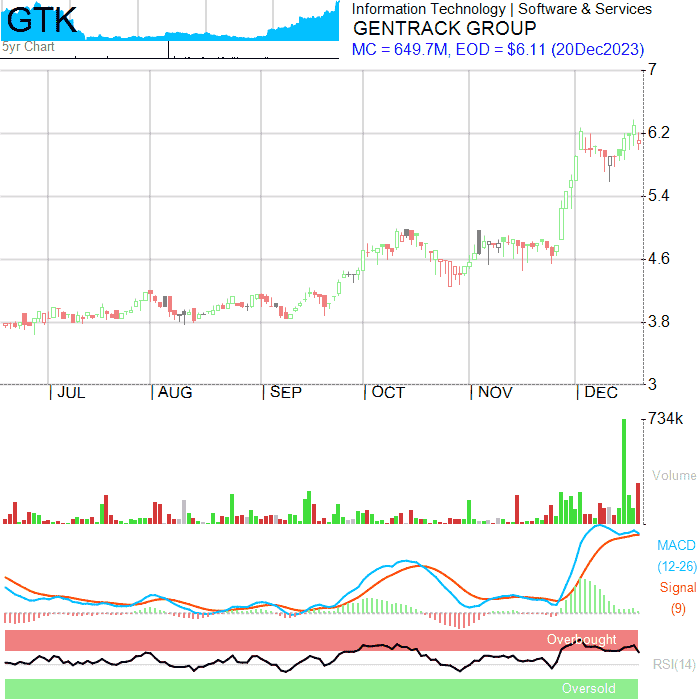 GTK
5yr Chart
Information Technology | Software & Services
GENTRACK GROUP
MC = 649.7M, EOD = $6.11 (20Dec2023)
7
6.2
5.4
4.6
3.8
3
JUL
AUG
SEP
OCT
NOV
DEC
734k
Volume
MACD
(12-26)
Signal
(9)
Overbought
RSI(14)
Oversold